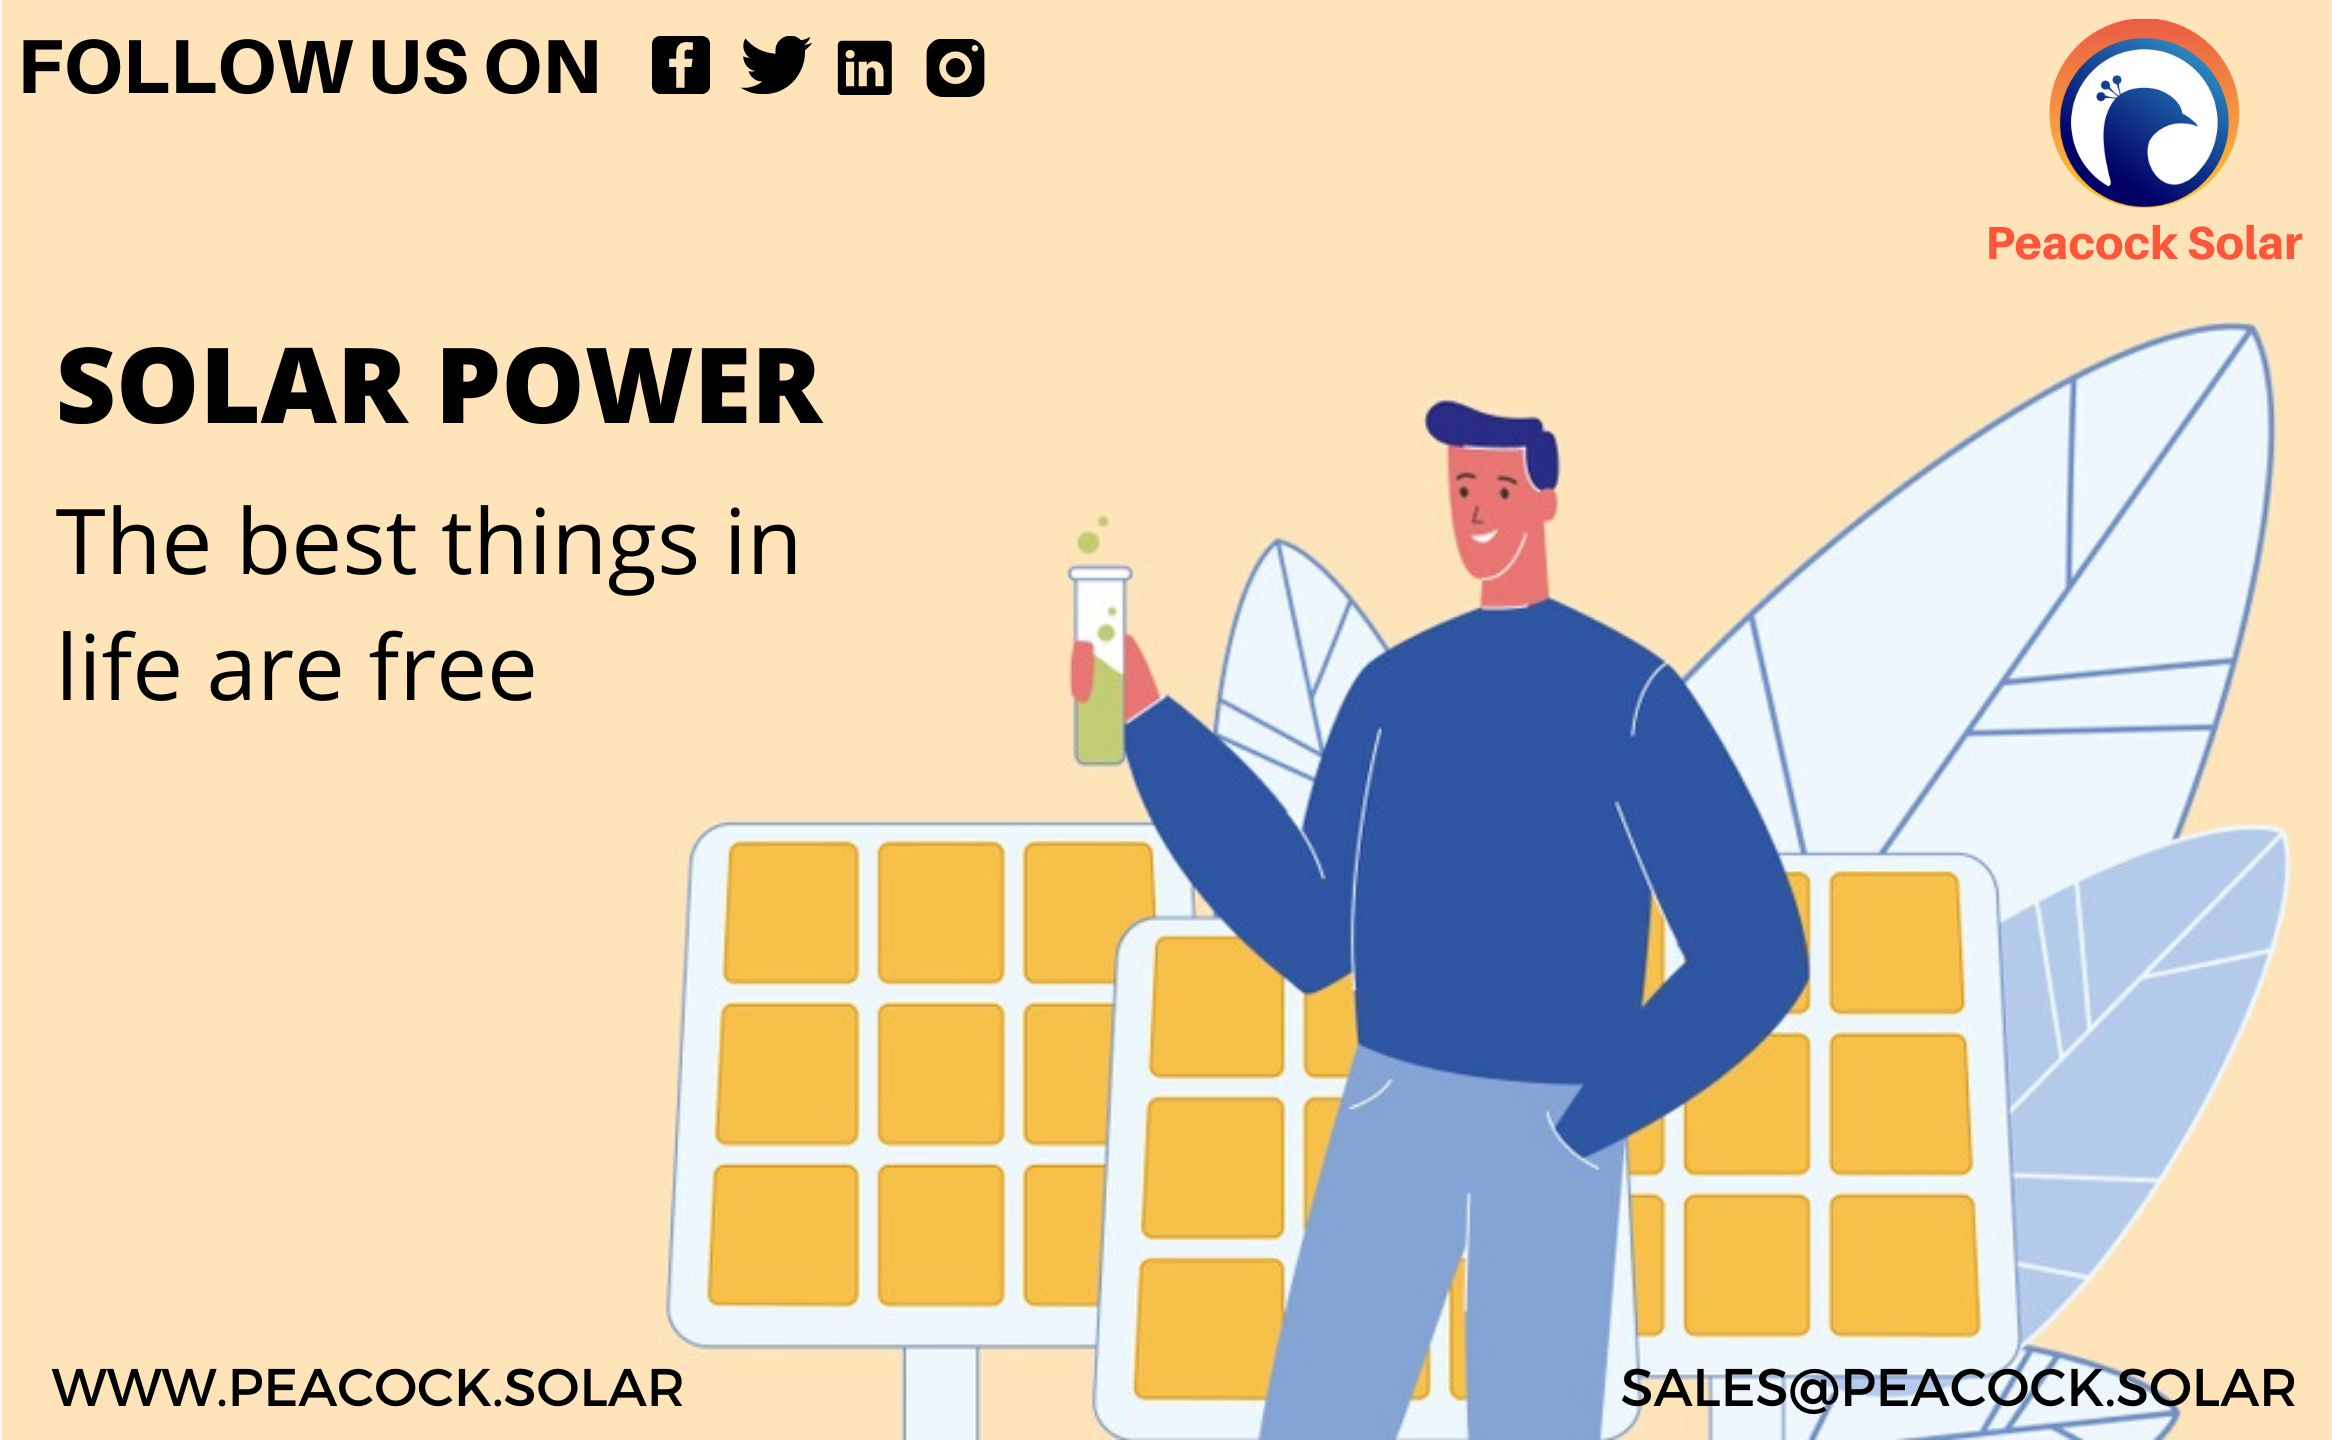 FOLLOW US ON
Peacock Solar
SOLAR POWER
The best things in
life are free
WWW.PEACOCK.SOLAR
SALES@PEACOCK.SOLAR